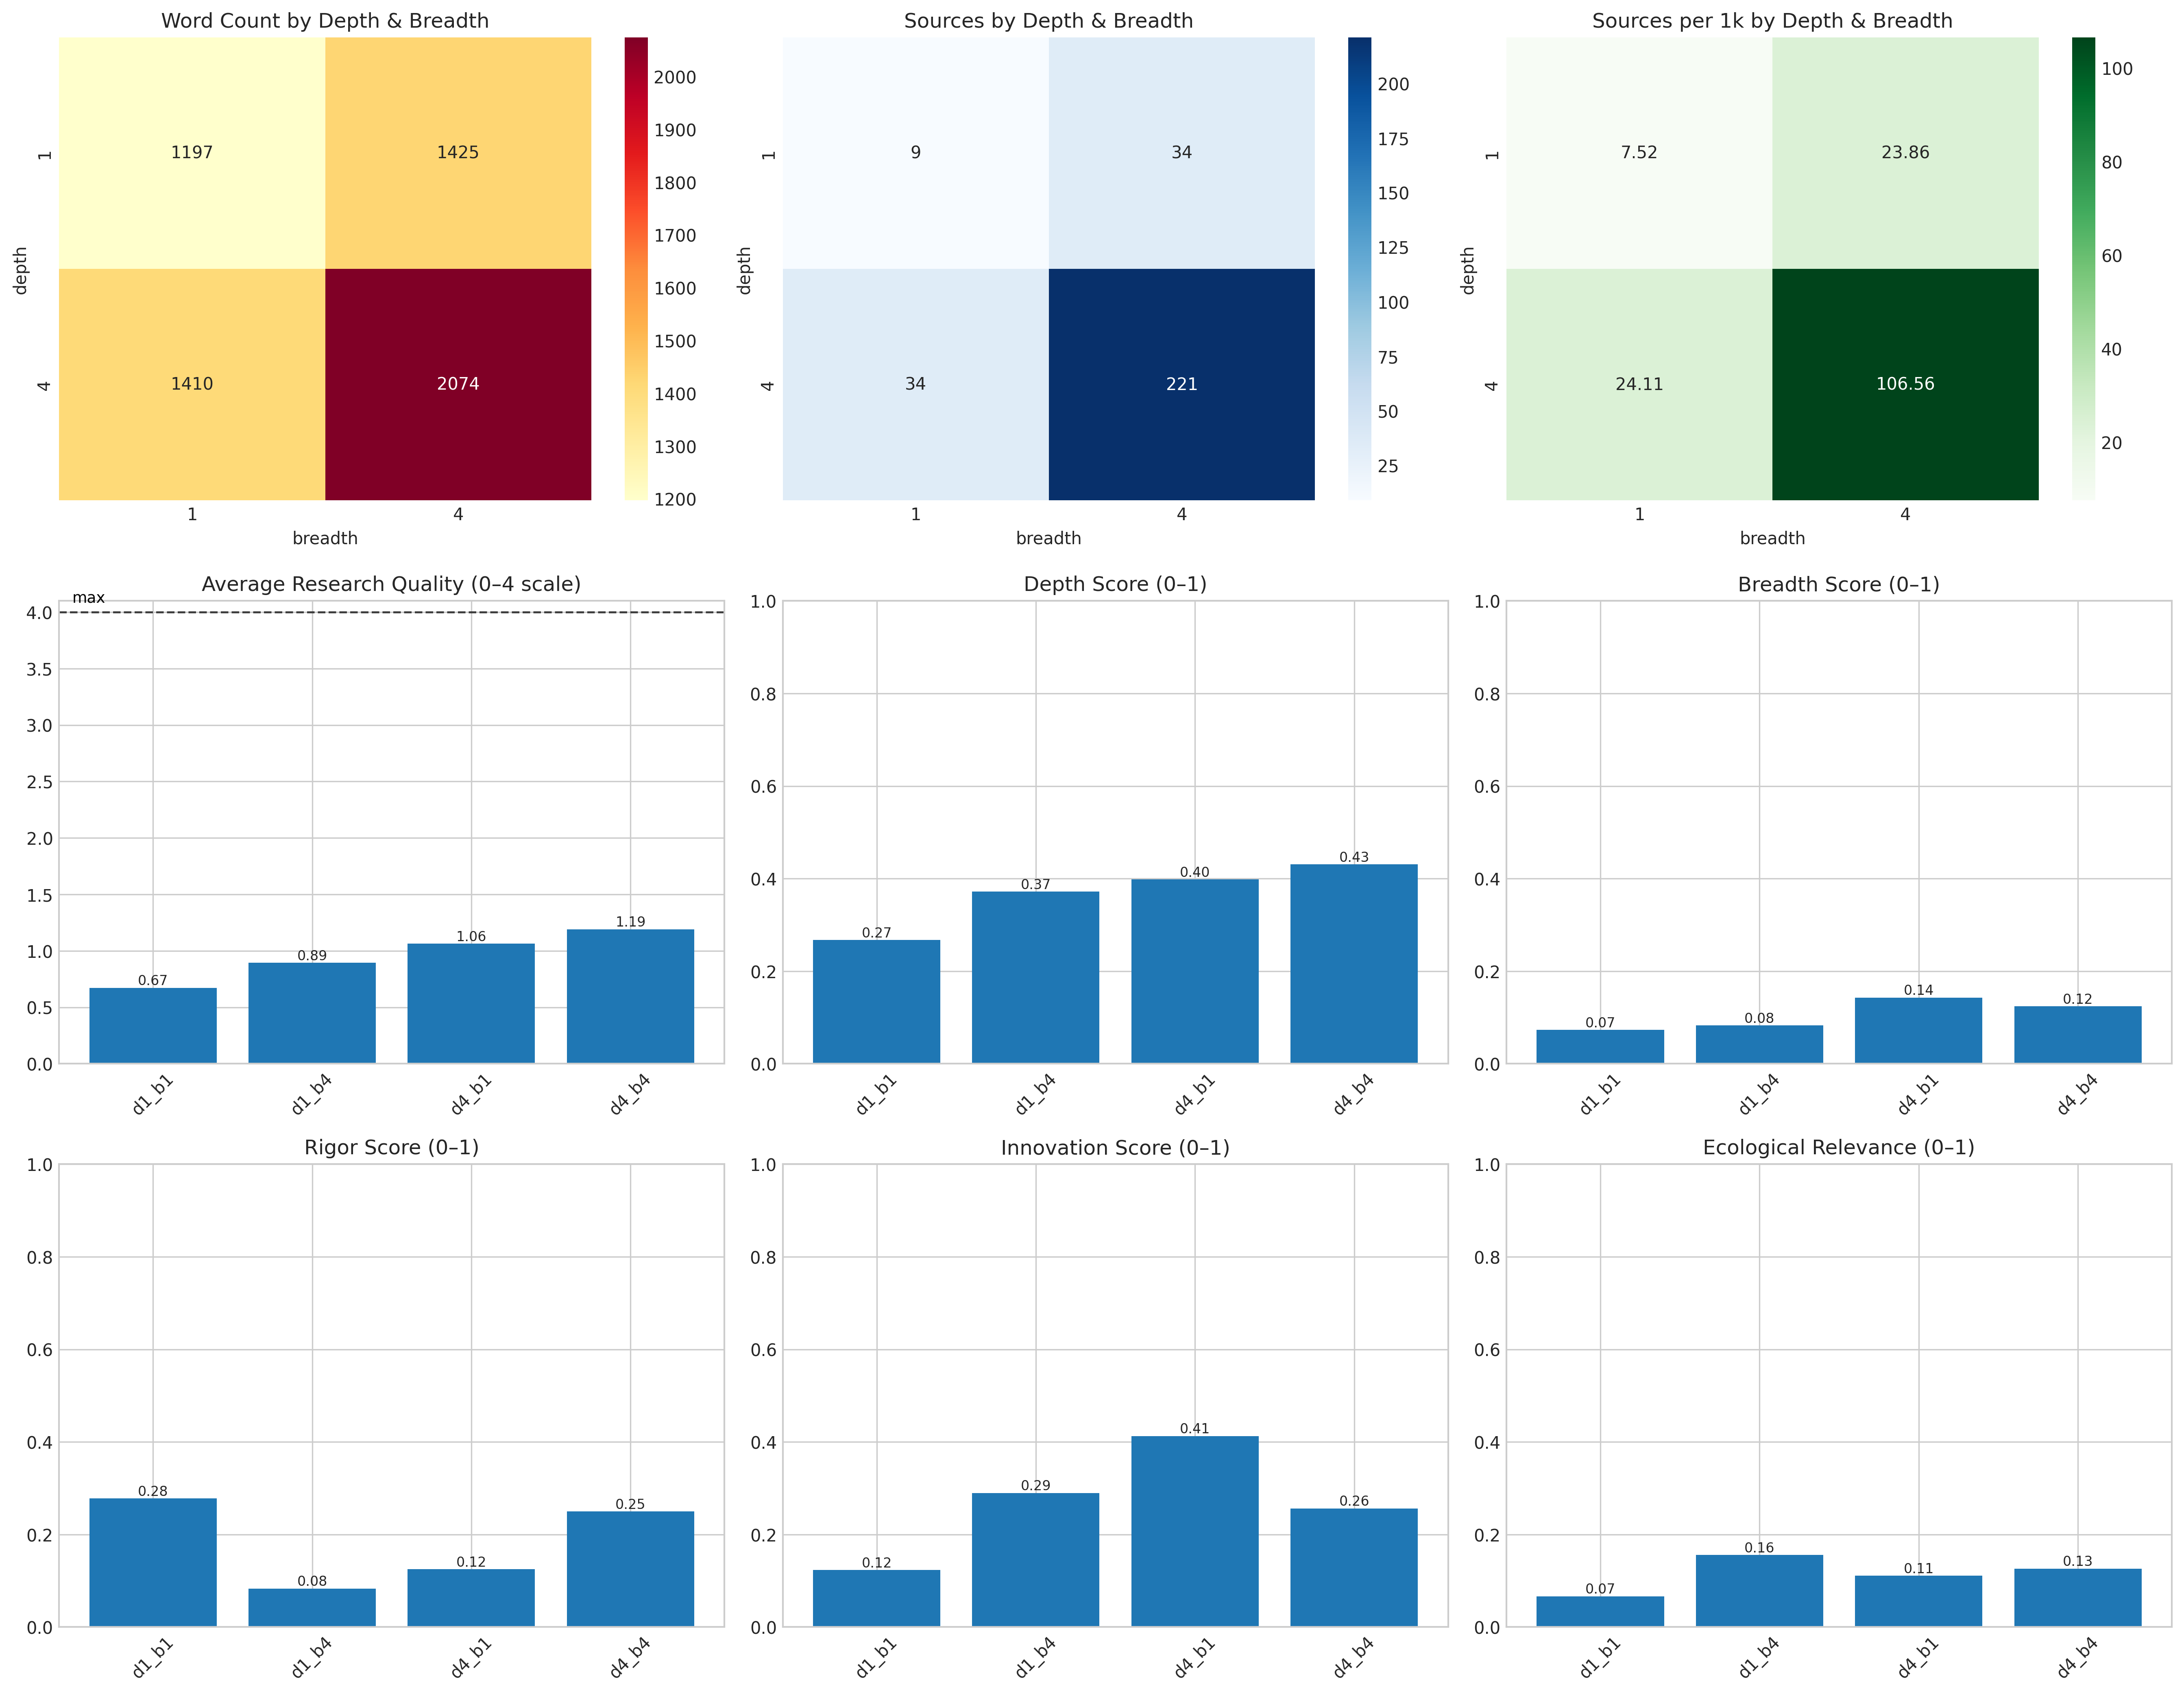 Word Count by Depth & Breadth
1197 1425
1410 2074
1 4
depth
1 4
breadth
2000
1900
1800
1700
1600
1500
1400
1300
1200
Sources by Depth & Breadth
9 34
34 221
1 4
depth
1 4
breadth
200
175
150
125
100
75
50
25
Sources per 1k by Depth & Breadth
7.52 23.86
24.11 106.56
1 4
depth
1 4
breadth
100
80
60
40
20
Average Research Quality (0–4 scale)
max
4.0
3.5
3.0
2.5
2.0
1.5
1.0
0.5
0.0
0.67 0.89 1.06 1.19
d1_b1 d1_b4 d4_b1 d4_b4
Depth Score (0–1)
1.0
0.8
0.6
0.4
0.2
0.0
0.27 0.37 0.40 0.43
d1_b1 d1_b4 d4_b1 d4_b4
Breadth Score (0–1)
1.0
0.8
0.6
0.4
0.2
0.0
0.07 0.08 0.14 0.12
d1_b1 d1_b4 d4_b1 d4_b4
Rigor Score (0–1)
1.0
0.8
0.6
0.4
0.2
0.0
0.28 0.08 0.12 0.25
d1_b1 d1_b4 d4_b1 d4_b4
Innovation Score (0–1)
1.0
0.8
0.6
0.4
0.2
0.0
0.12 0.29 0.41 0.26
d1_b1 d1_b4 d4_b1 d4_b4
Ecological Relevance (0–1)
1.0
0.8
0.6
0.4
0.2
0.0
0.07 0.16 0.11 0.13
d1_b1 d1_b4 d4_b1 d4_b4